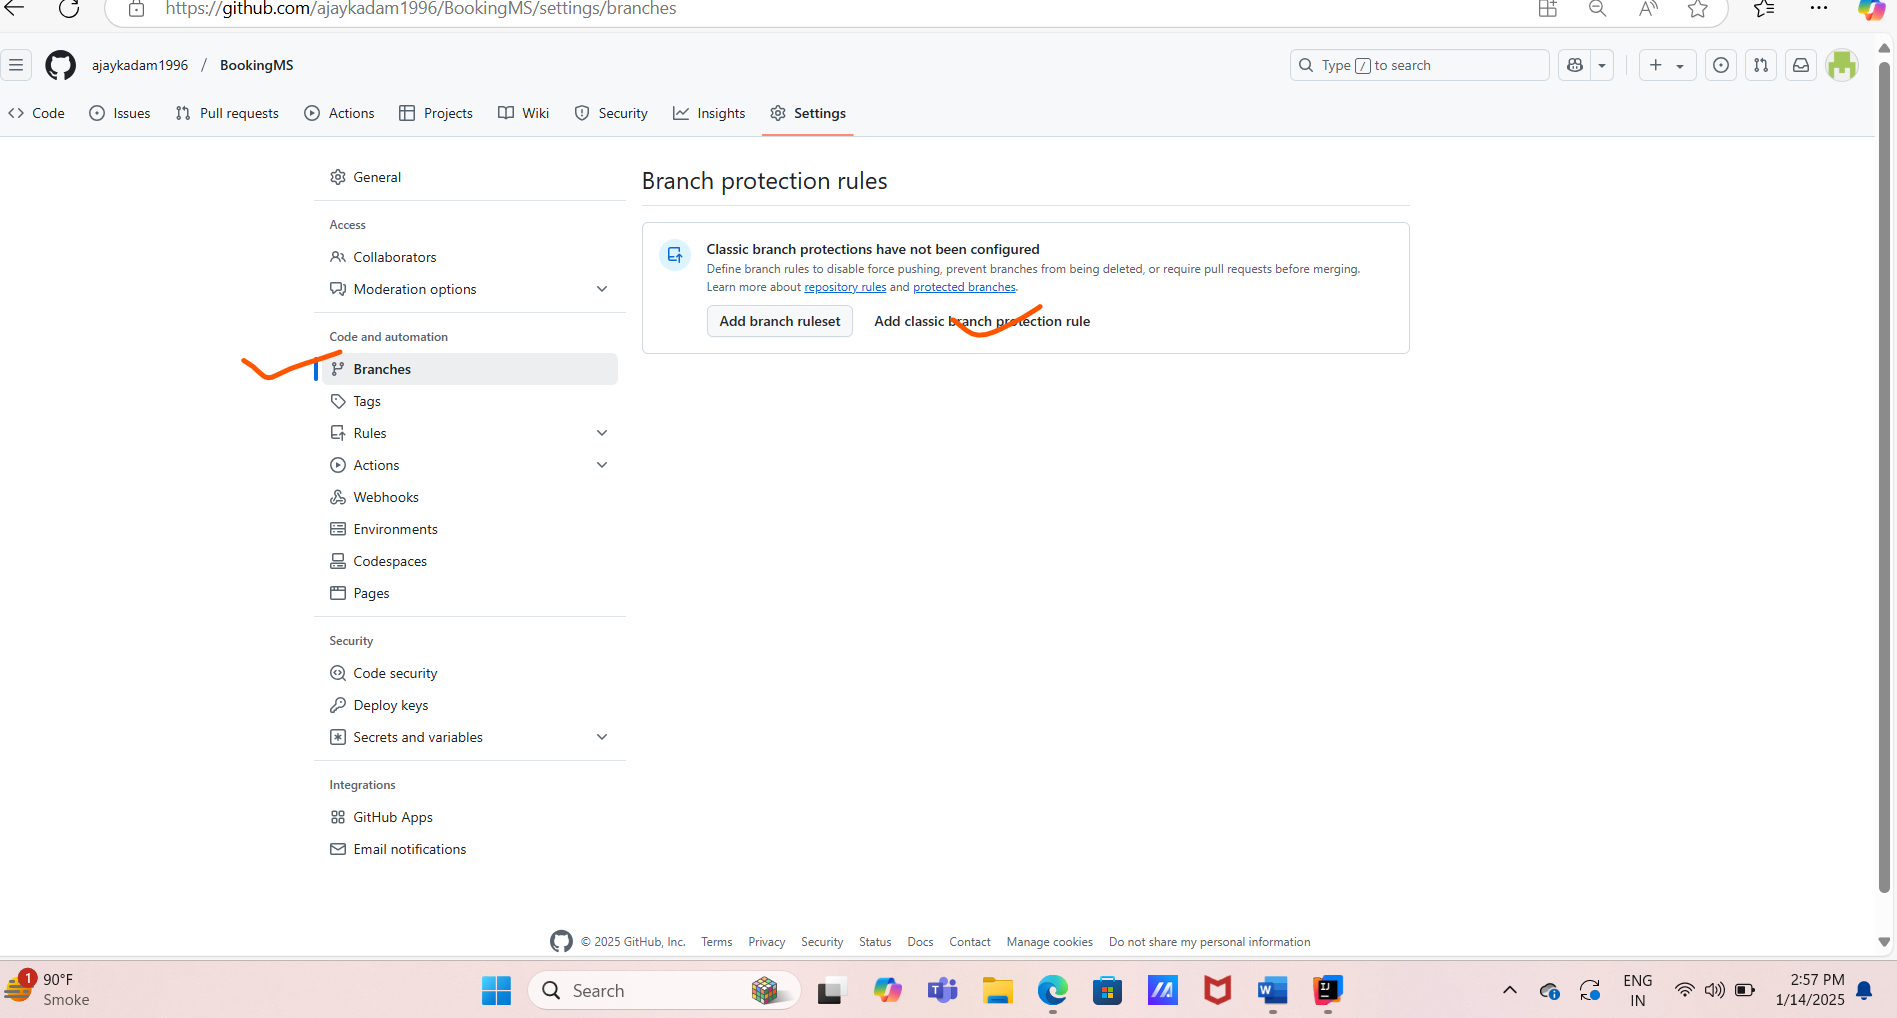 https://github.com/ajaykadam1996/BookingMS/settings/branches
ajaykadam1996 / BookingMS
Type / to search
Code Issues Pull requests Actions Projects Wiki Security Insights Settings
General
Access
Collaborators
Moderation options
Code and automation
Branches
Tags
Rules
Actions
Webhooks
Environments
Codespaces
Pages
Security
Code security
Deploy keys
Secrets and variables
Integrations
GitHub Apps
Email notifications
Branch protection rules
Classic branch protections have not been configured
Define branch rules to disable force pushing, prevent branches from being deleted, or require pull requests before merging.
Learn more about repository rules and protected branches.
Add branch ruleset Add classic branch protection rule
© 2025 GitHub, Inc. Terms Privacy Security Status Docs Contact Manage cookies Do not share my personal information
1
90°F
Smoke
Search
ENG
IN
2:57 PM
1/14/2025